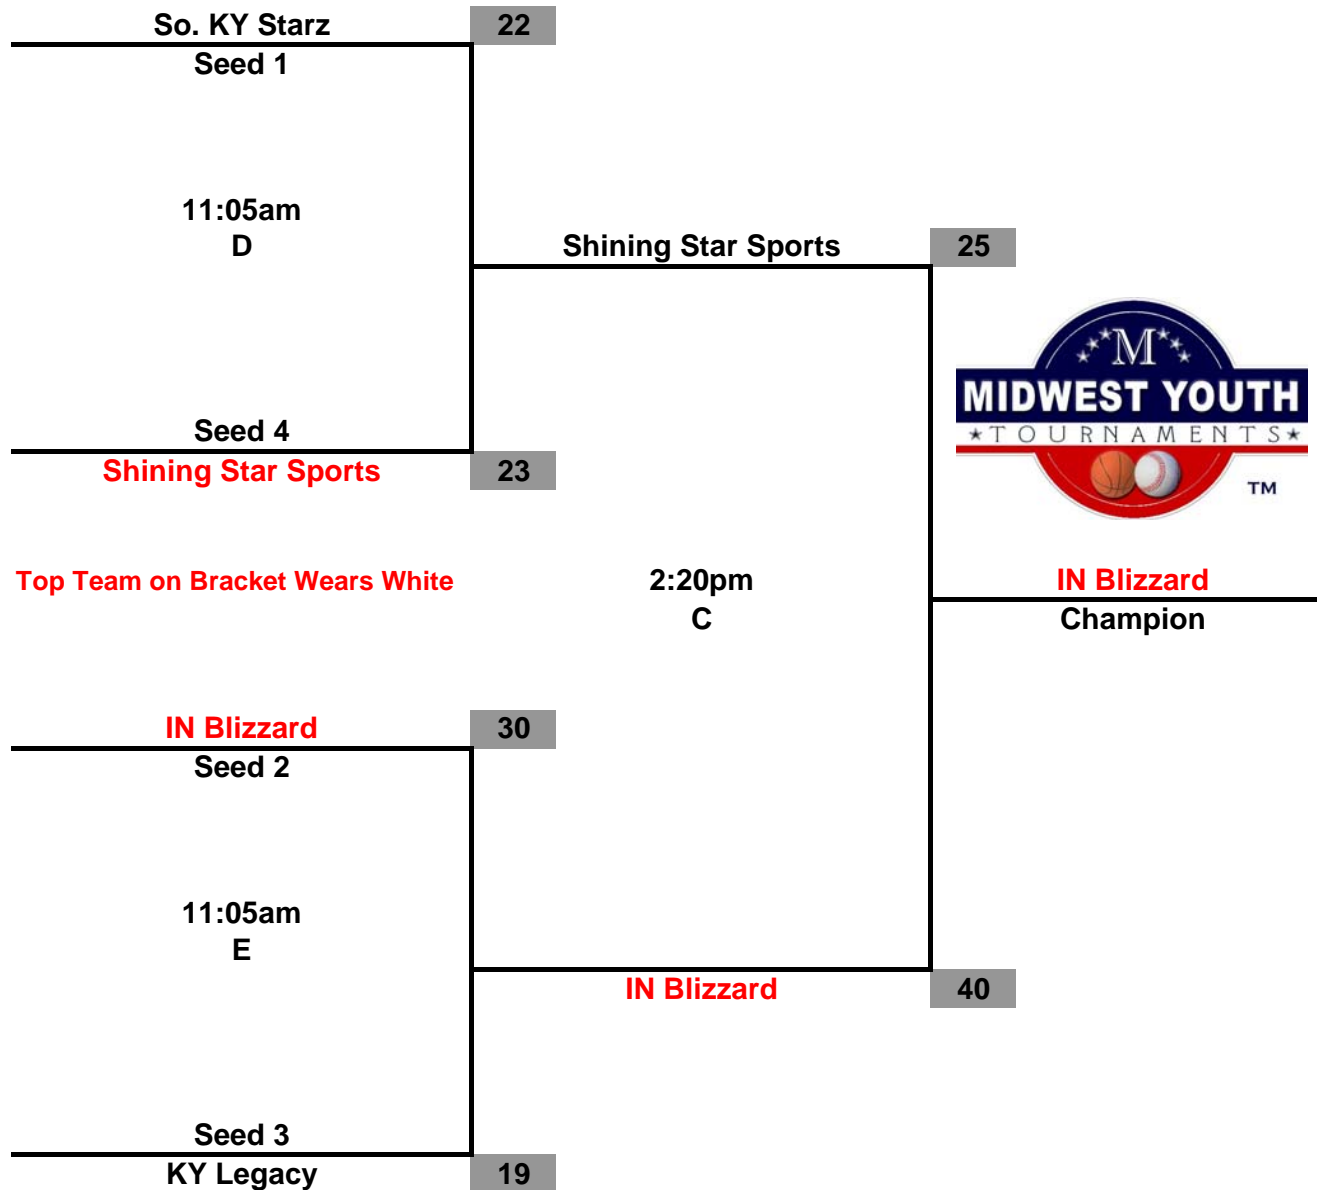 So. KY Starz 22
Seed 1
11:05am
D
Shining Star Sports 25
M
MIDWEST YOUTH
TOURNAMENTS
TM
Seed 4
Shining Star Sports 23
Top Team on Bracket Wears White
2:20pm
C
IN Blizzard
Champion
IN Blizzard 30
Seed 2
11:05am
E
IN Blizzard 40
Seed 3
KY Legacy 19